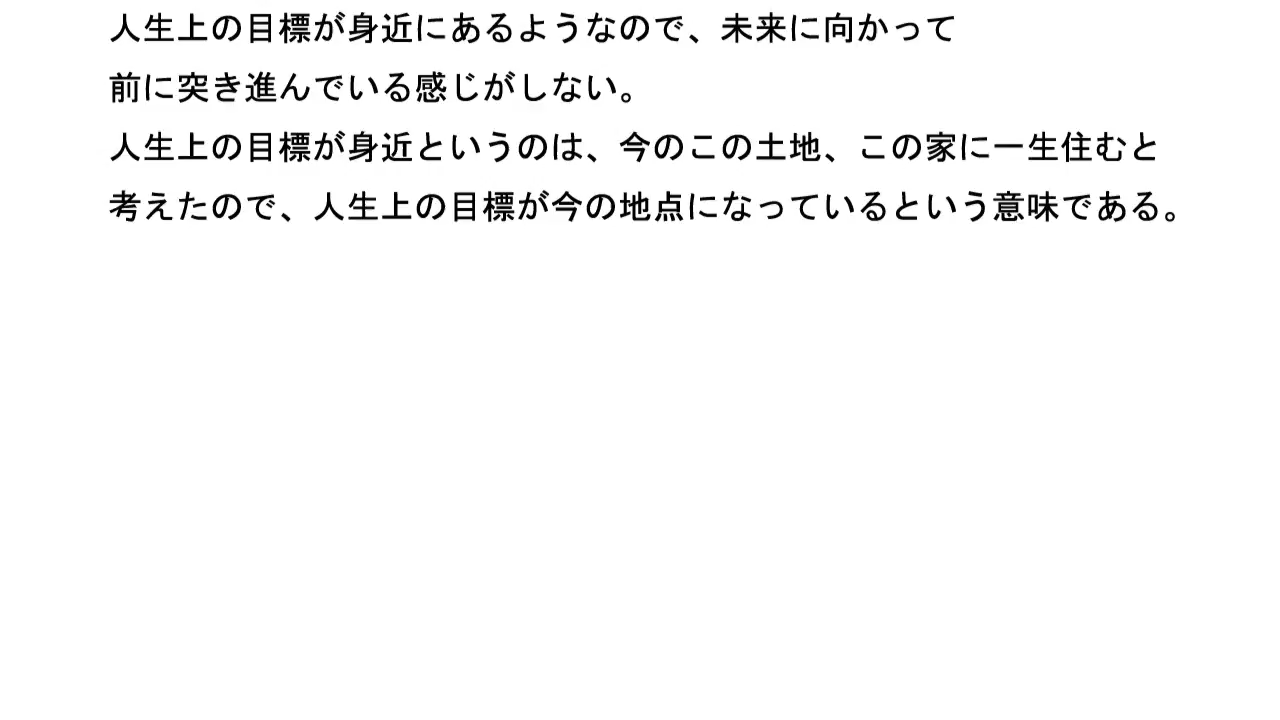 人生上の目標が身近にあるようなので、未来に向かって
前に突き進んでいる感じがしない。
人生上の目標が身近というのは、今のこの土地、この家に一生住むと
考えたので、人生上の目標が今の地点になっているという意味である。